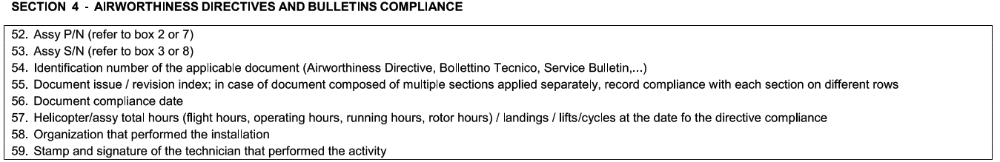 SECTION 4 - AIRWORTHINESS DIRECTIVES AND BULLETINS COMPLIANCE
52. Assy P/N (refer to box 2 or 7)
53. Assy S/N (refer to box 3 or 8)
54. Identification number of the applicable document (Airworthiness Directive, Bollettino Tecnico, Service Bulletin,...)
55. Document issue / revision index; in case of document composed of multiple sections applied separately, record compliance with each section on different rows
56. Document compliance date
57. Helicopter/assy total hours (flight hours, operating hours, running hours, rotor hours) / landings / lifts/cycles at the date fo the directive compliance
58. Organization that performed the installation
59. Stamp and signature of the technician that performed the activity